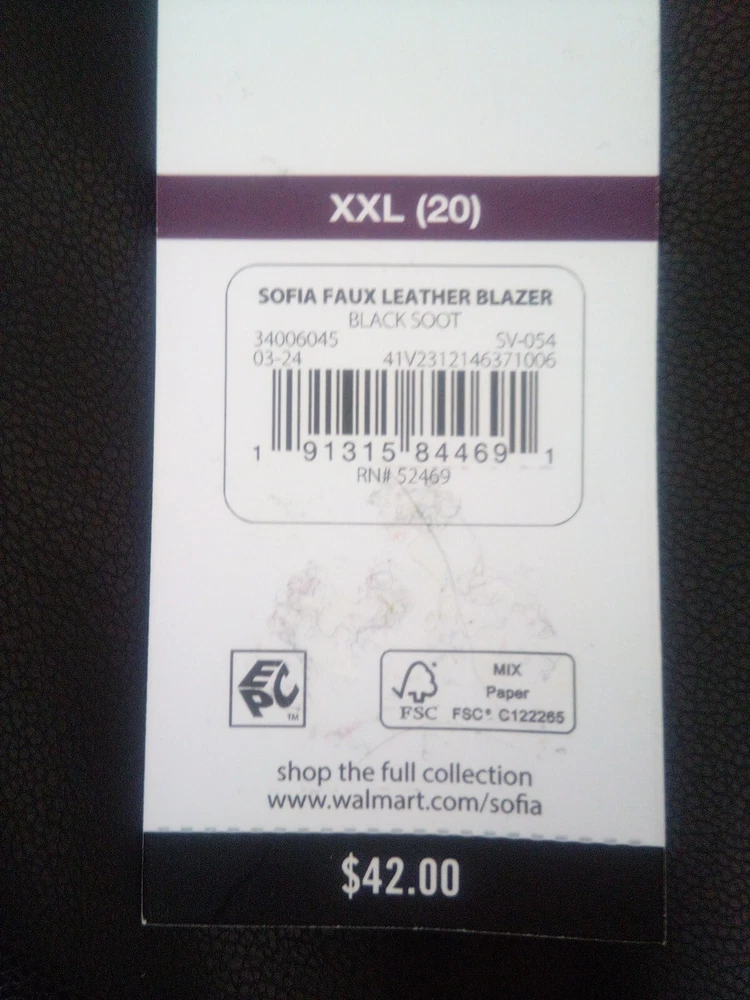 XXL (20)
SOFIA FAUX LEATHER BLAZER
BLACK SOOT
34006045 SV-054
03-24 41V2312146371006
1 91315 84469 1
RN# 52469
EPC TM
MIX
Paper
FSC FSC® C122265
shop the full collection
www.walmart.com/sofia
$42.00